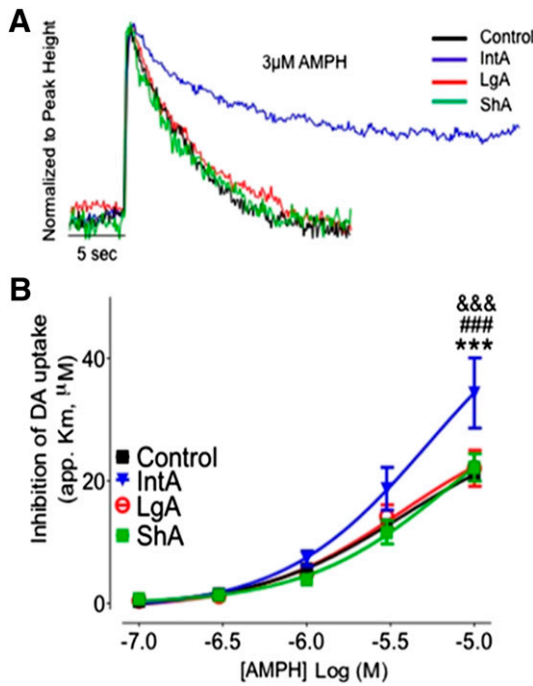 A
Normalized to Peak Height
3µM AMPH
Control
IntA
LgA
ShA
5 sec
B
Inhibition of DA uptake
(app. Km, µM)
&&&
###
***
40
20
0
Control
IntA
LgA
ShA
-7.0 -6.5 -6.0 -5.5 -5.0
[AMPH] Log (M)